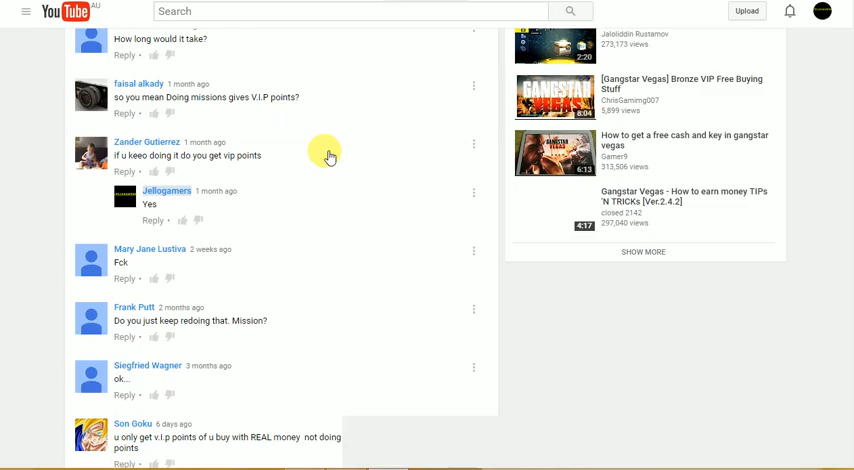 YouTube AU
Search
Upload
How long would it take?
Reply •
faisal alkady 1 month ago
so you mean Doing missions gives V.I.P points?
Reply •
Zander Gutierrez 1 month ago
if u keeo doing it do you get vip points
Reply •
Jellogamers 1 month ago
Yes
Reply •
Mary Jane Lustiva 2 weeks ago
Fck
Reply •
Frank Putt 2 months ago
Do you just keep redoing that. Mission?
Reply •
Siegfried Wagner 3 months ago
ok...
Reply •
Son Goku 6 days ago
u only get v.I.p points of u buy with REAL money not doing
points
Reply •
Jaloliddin Rustamov
273,173 views
2:20
[Gangstar Vegas] Bronze VIP Free Buying
Stuff
ChrisGamimg007
5,899 views
GANGSTAR
VEGAS
8:04
How to get a free cash and key in gangstar
vegas
Gamer9
313,506 views
6:13
Gangstar Vegas - How to earn money TIPs
'N TRICKs [Ver.2.4.2]
closed 2142
297,040 views
4:17
SHOW MORE